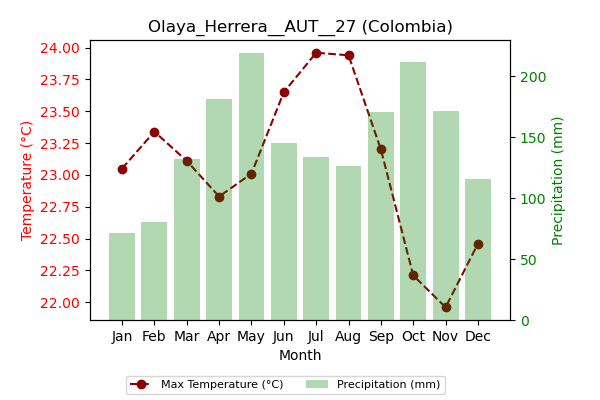 Olaya_Herrera__AUT__27 (Colombia)
24.00
23.75
23.50
23.25
23.00
22.75
22.50
22.25
22.00
Temperature (°C)
200
150
100
50
0
Precipitation (mm)
Jan Feb Mar Apr May Jun Jul Aug Sep Oct Nov Dec
Month
Max Temperature (°C) Precipitation (mm)